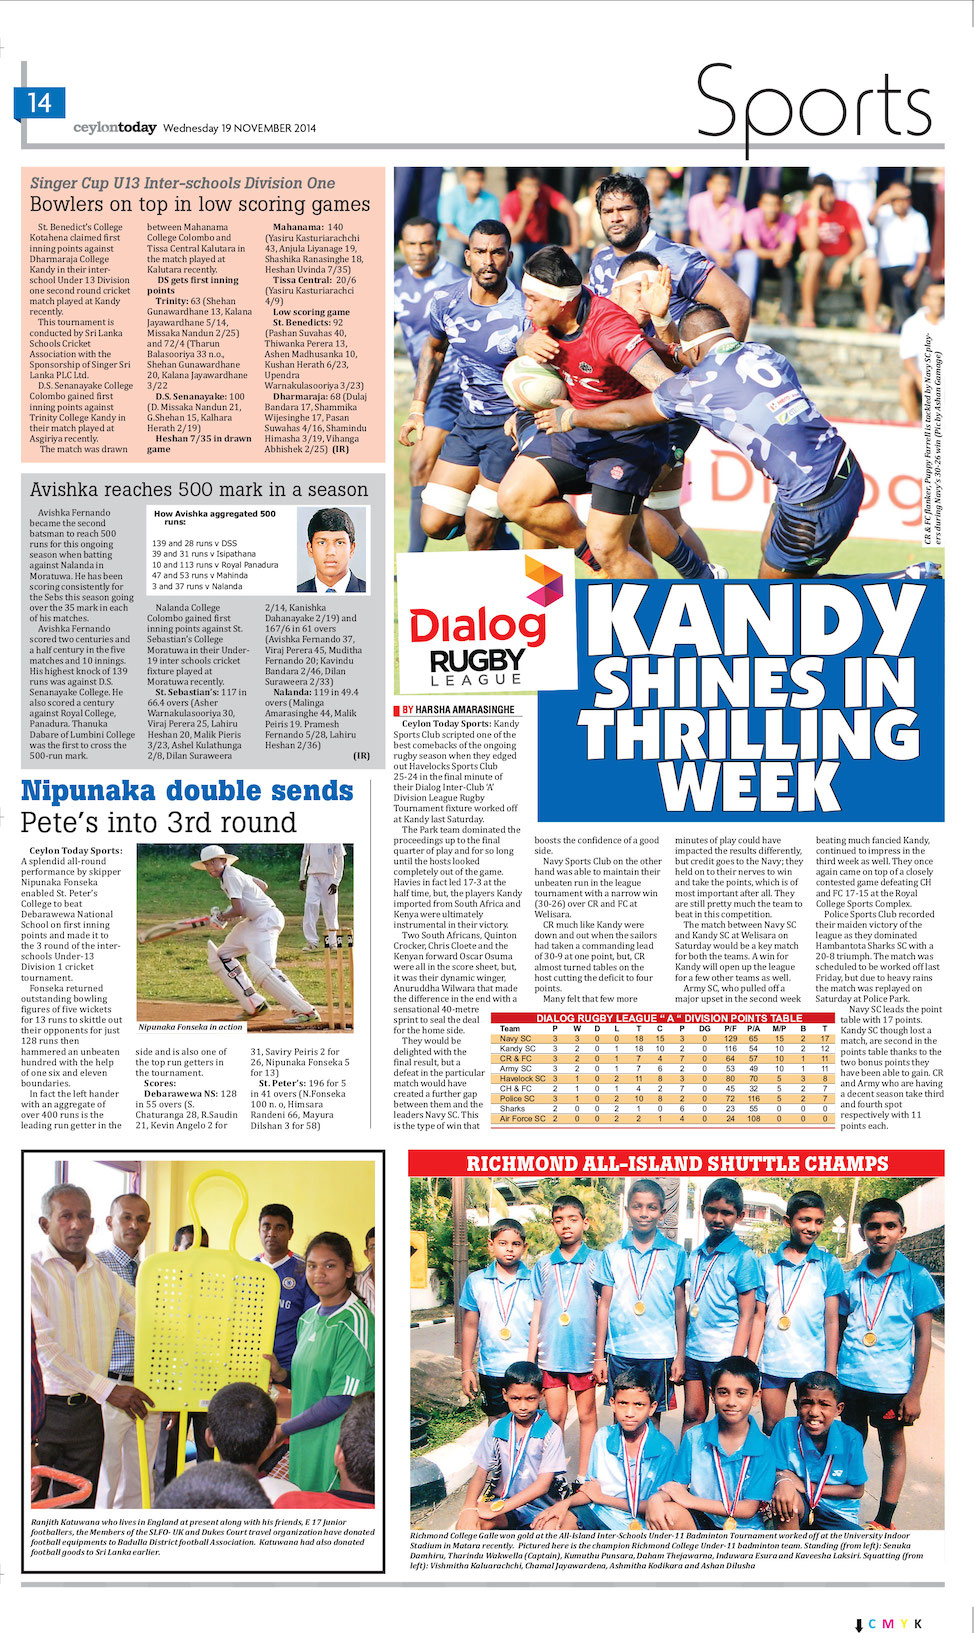 14
ceylontoday Wednesday 19 NOVEMBER 2014
Sports
Singer Cup U13 Inter-schools Division One
Bowlers on top in low scoring games
St. Benedict's College
Kotahena claimed first
inning points against
Dharmaraja College
Kandy in their inter-
school Under 13 Division
one second round cricket
match played at Kandy
recently.
This tournament is
conducted by Sri Lanka
Schools Cricket
Association with the
Sponsorship of Singer Sri
Lanka PLC Ltd.
D.S. Senanayake College
Colombo gained first
inning points against
Trinity College Kandy in
their match played at
Asgiriya recently.
The match was drawn
between Mahanama
College Colombo and
Tissa Central Kalutara in
the match played at
Kalutara recently.
DS gets first inning
points
Trinity: 63 (Shehan
Gunawardhane 13, Kalana
Jayawardhane 5/14,
Missaka Nandun 2/25)
and 72/4 (Tharun
Balasooriya 33 n.o.,
Shehan Gunawardhane
20, Kalana Jayawardhane
3/22
D.S. Senanayake: 100
(D. Missaka Nandun 21,
G.Shehan 15, Kalhara
Herath 2/19)
Heshan 7/35 in drawn
game
Mahanama: 140
(Yasiru Kasturiarachchi
43, Anjula Liyanage 19,
Shashika Ranasinghe 18,
Heshan Uvinda 7/35)
Tissa Central: 20/6
(Yasiru Kasturiarachci
4/9)
Low scoring game
St. Benedicts: 92
(Pashan Suvahas 40,
Thiwanka Perera 13,
Ashen Madhusanka 10,
Kushan Herath 6/23,
Upendra
Warnakulasooriya 3/23)
Dharmaraja: 68 (Dulaj
Bandara 17, Shammika
Wijesinghe 17, Pasan
Suwahas 4/16, Shamindu
Himasha 3/19, Vihanga
Abhishek 2/25) (IR)
CR & FC flanker, Puppy Farrell is tackled by Navy SC play-
ers during Navy's 30-26 win (Pic by Ashan Gamage)
Avishka reaches 500 mark in a season
Avishka Fernando
became the second
batsman to reach 500
runs for this ongoing
season when batting
against Nalanda in
Moratuwa. He has been
scoring consistently for
the Sebs this season going
over the 35 mark in each
of his matches.
Avishka Fernando
scored two centuries and
a half century in the five
matches and 10 innings.
His highest knock of 139
runs was against D.S.
Senanayake College. He
also scored a century
against Royal College,
Panadura. Thanuka
Dabare of Lumbini College
was the first to cross the
500-run mark.
How Avishka aggregated 500
runs:
139 and 28 runs v DSS
39 and 31 runs v Isipathana
10 and 113 runs v Royal Panadura
47 and 53 runs v Mahinda
3 and 37 runs v Nalanda
Nalanda College
Colombo gained first
inning points against St.
Sebastian's College
Moratuwa in their Under-
19 inter schools cricket
fixture played at
Moratuwa recently.
St. Sebastian's: 117 in
66.4 overs (Asher
Warnakulasooriya 30,
Viraj Perera 25, Lahiru
Heshan 20, Malik Pieris
3/23, Ashel Kulathunga
2/8, Dilan Suraweera
2/14, Kanishka
Dahanayake 2/19) and
167/6 in 61 overs
(Avishka Fernando 37,
Viraj Perera 45, Muditha
Fernando 20; Kavindu
Bandara 2/46, Dilan
Suraweera 2/33)
Nalanda: 119 in 49.4
overs (Malinga
Amarasinghe 44, Malik
Peiris 19. Pramesh
Fernando 5/28, Lahiru
Heshan 2/36)
(IR)
Dialog
RUGBY
LEAGUE
KANDY
SHINES IN
THRILLING
WEEK
BY HARSHA AMARASINGHE
Ceylon Today Sports: Kandy
Sports Club scripted one of the
best comebacks of the ongoing
rugby season when they edged
out Havelocks Sports Club
25-24 in the final minute of
their Dialog Inter-Club 'A'
Division League Rugby
Tournament fixture worked off
at Kandy last Saturday.
The Park team dominated the
proceedings up to the final
quarter of play and for so long
until the hosts looked
completely out of the game.
Havies in fact led 17-3 at the
half time, but, the players Kandy
imported from South Africa and
Kenya were ultimately
instrumental in their victory.
Two South Africans, Quinton
Crocker, Chris Cloete and the
Kenyan forward Oscar Osuma
were all in the score sheet, but,
it was their dynamic winger,
Anuruddha Wilwara that made
the difference in the end with a
sensational 40-metre
sprint to seal the deal
for the home side.
They would be
delighted with the
final result, but a
defeat in the particular
match would have
created a further gap
between them and the
leaders Navy SC. This
is the type of win that
boosts the confidence of a good
side.
Navy Sports Club on the other
hand was able to maintain their
unbeaten run in the league
tournament with a narrow win
(30-26) over CR and FC at
Welisara.
CR much like Kandy were
down and out when the sailors
had taken a commanding lead
of 30-9 at one point, but, CR
almost turned tables on the
host cutting the deficit to four
points.
Many felt that few more
minutes of play could have
impacted the results differently,
but credit goes to the Navy; they
held on to their nerves to win
and take the points, which is of
most important after all. They
are still pretty much the team to
beat in this competition.
The match between Navy SC
and Kandy SC at Welisara on
Saturday would be a key match
for both the teams. A win for
Kandy will open up the league
for a few other teams as well.
Army SC, who pulled off a
major upset in the second week
beating much fancied Kandy,
continued to impress in the
third week as well. They once
again came on top of a closely
contested game defeating CH
and FC 17-15 at the Royal
College Sports Complex.
Police Sports Club recorded
their maiden victory of the
league as they dominated
Hambantota Sharks SC with a
20-8 triumph. The match was
scheduled to be worked off last
Friday, but due to heavy rains
the match was replayed on
Saturday at Police Park.
Navy SC leads the point
table with 17 points.
Kandy SC though lost a
match, are second in the
points table thanks to the
two bonus points they
have been able to gain. CR
and Army who are having
a decent season take third
and fourth spot
respectively with 11
points each.
DIALOG RUGBY LEAGUE " A " DIVISION POINTS TABLE
Team P W D L T C P DG P/F P/A M/P B T
Navy SC 3 3 0 0 18 15 3 0 129 65 15 2 17
Kandy SC 3 2 0 1 18 10 2 0 116 54 10 2 12
CR & FC 3 2 0 1 7 4 7 0 64 57 10 1 11
Army SC 3 2 0 1 7 6 2 0 53 49 10 1 11
Havelock SC 3 1 0 2 11 8 3 0 80 70 5 3 8
CH & FC 2 1 0 1 4 2 7 0 45 32 5 2 7
Police SC 3 1 0 2 10 8 2 0 72 116 5 2 7
Sharks 2 0 0 2 1 0 6 0 23 55 0 0 0
Air Force SC 2 0 0 2 2 1 4 0 24 108 0 0 0
Nipunaka double sends
Pete's into 3rd round
Ceylon Today Sports:
A splendid all-round
performance by skipper
Nipunaka Fonseka
enabled St. Peter's
College to beat
Debarawewa National
School on first inning
points and made it to
the 3 round of the inter-
schools Under-13
Division 1 cricket
tournament.
Fonseka returned
outstanding bowling
figures of five wickets
for 13 runs to skittle out
their opponents for just
128 runs then
hammered an unbeaten
hundred with the help
of one six and eleven
boundaries.
In fact the left hander
with an aggregate of
over 400 runs is the
leading run getter in the
Nipunaka Fonseka in action
side and is also one of
the top run getters in
the tournament.
Scores:
Debarawewa NS: 128
in 55 overs (S.
Chaturanga 28, R.Saudin
21, Kevin Angelo 2 for
31, Saviry Peiris 2 for
26, Nipunaka Fonseka 5
for 13)
St. Peter's: 196 for 5
in 41 overs (N.Fonseka
100 n. o, Himsara
Randeni 66, Mayura
Dilshan 3 for 58)
Ranjith Katuwana who lives in England at present along with his friends, E 17 Junior
footballers, the Members of the SLFO- UK and Dukes Court travel organization have donated
football equipments to Badulla District football Association. Katuwana had also donated
football goods to Sri Lanka earlier.
RICHMOND ALL-ISLAND SHUTTLE CHAMPS
Richmond College Galle won gold at the All-Island Inter-Schools Under-11 Badminton Tournament worked off at the University Indoor
Stadium in Matara recently. Pictured here is the champion Richmond College Under-11 badminton team. Standing (from left): Senuka
Damhiru, Tharindu Wakwella (Captain), Kumuthu Punsara, Daham Thejawarna, Induwara Esura and Kaveesha Laksiri. Squatting (from
left): Vishmitha Kaluarachchi, Chamal Jayawardena, Ashmitha Kodikara and Ashan Dilusha
C M Y K